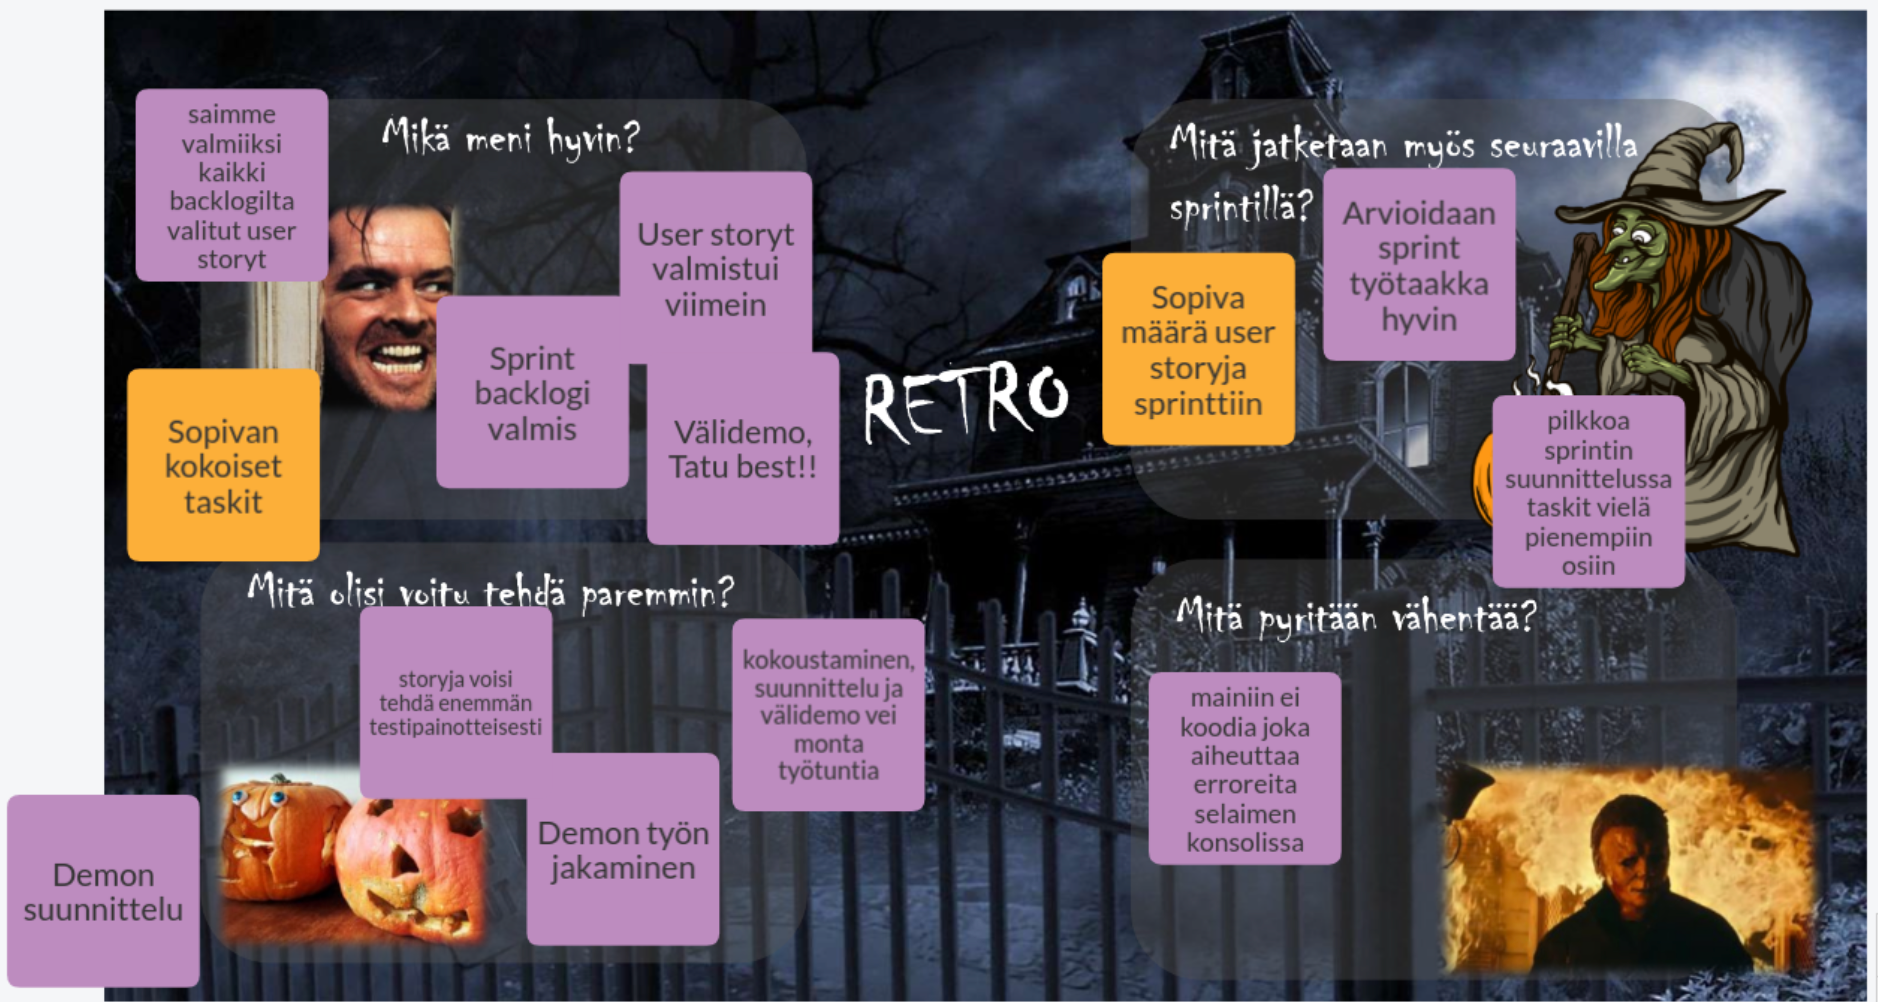 Mikä meni hyvin?
saimme
valmiiksi
kaikki
backlogilta
valitut user
storyt
User storyt
valmistui
viimein
Sprint
backlogi
valmis
Sopivan
kokoiset
taskit
Välidemo,
Tatu best!!
RETRO
Mitä jatketaan myös seuraavilla
sprintillä?
Arvioidaan
sprint
työtaakka
hyvin
Sopiva
määrä user
storyja
sprinttiin
pilkkoa
sprintin
suunnittelussa
taskit vielä
pienempiin
osiin
Mitä olisi voitu tehdä paremmin?
storyja voisi
tehdä enemmän
testipainotteisesti
kokoustaminen,
suunnittelu ja
välidemo vei
monta
työtuntia
Demon työn
jakaminen
Demon
suunnittelu
Mitä pyritään vähentää?
mainiin ei
koodia joka
aiheuttaa
erroreita
selaimen
konsolissa